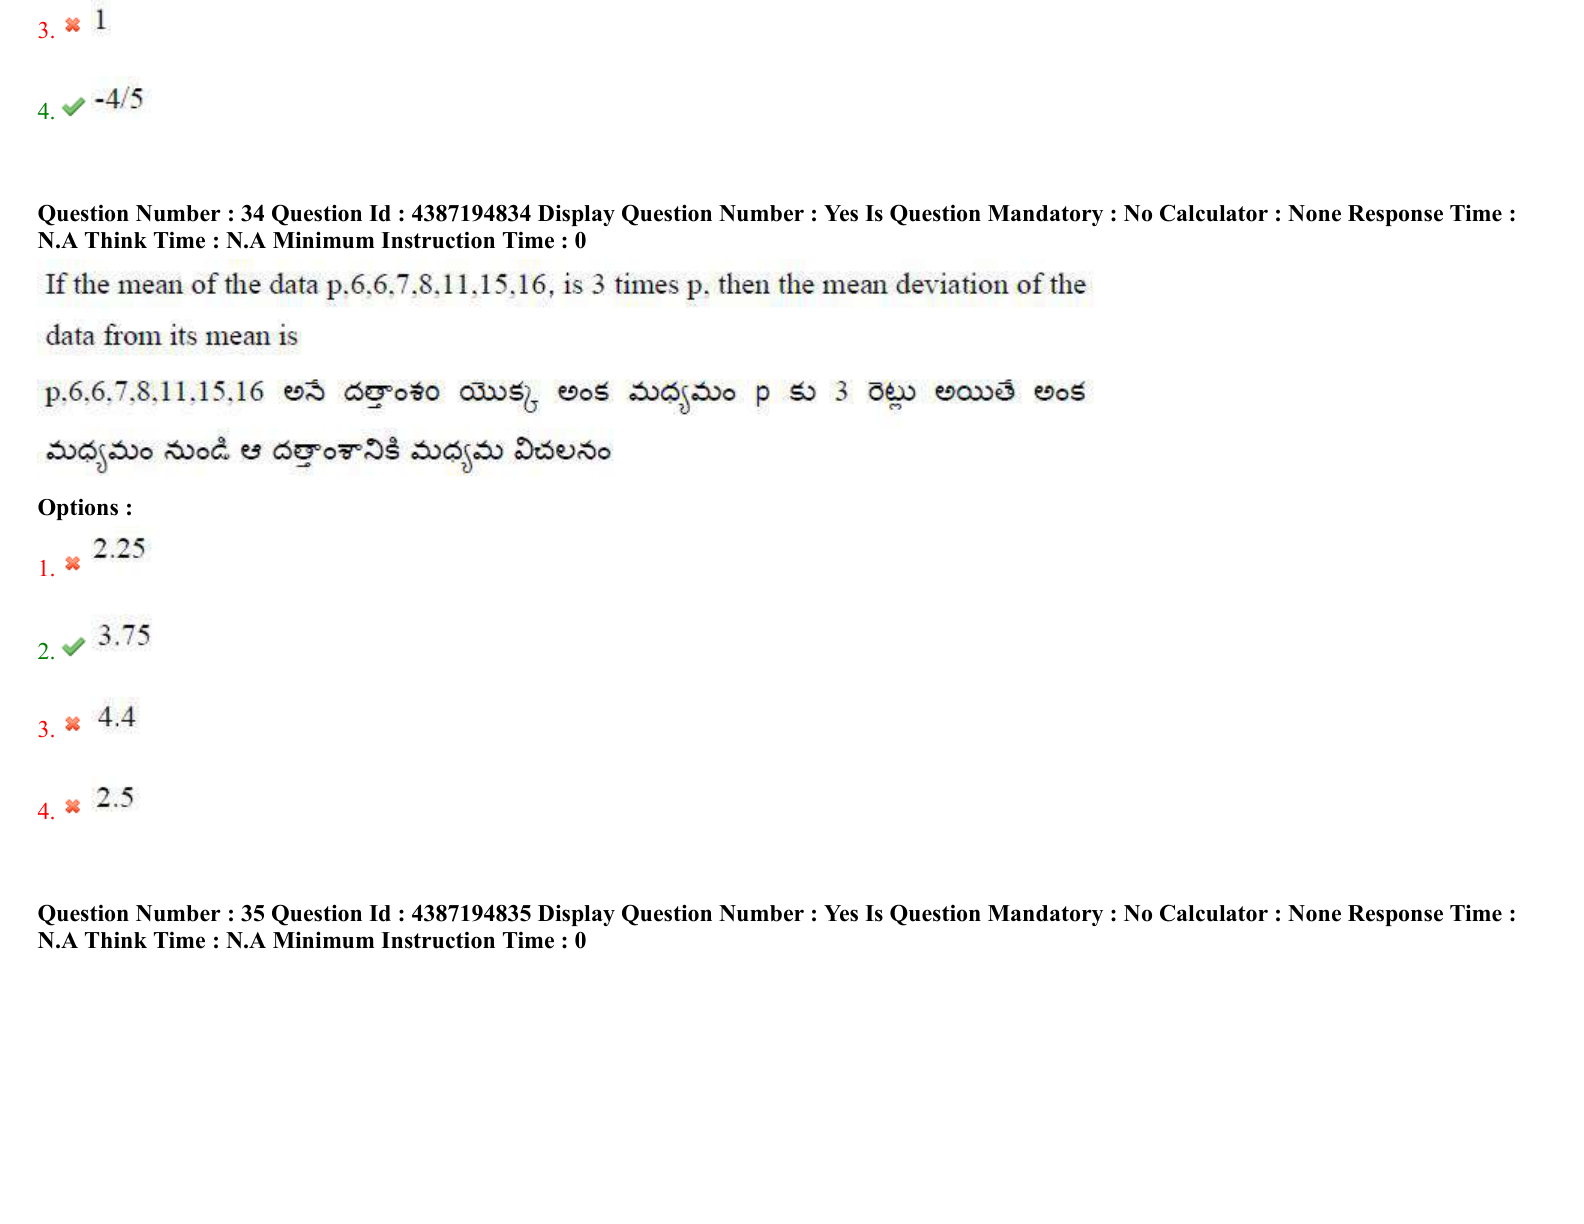 3. 1
4. -4/5
Question Number : 34 Question Id : 4387194834 Display Question Number : Yes Is Question Mandatory : No Calculator : None Response Time :
N.A Think Time : N.A Minimum Instruction Time : 0
If the mean of the data p,6,6,7,8,11,15,16, is 3 times p, then the mean deviation of the
data from its mean is
p,6,6,7,8,11,15,16 అనే దత్తాంశం యొక్క అంక మధ్యమం p కు 3 రెట్లు అయితే అంక
మధ్యమం నుండి ఆ దత్తాంశానికి మధ్యమ విచలనం
Options :
1. 2.25
2. 3.75
3. 4.4
4. 2.5
Question Number : 35 Question Id : 4387194835 Display Question Number : Yes Is Question Mandatory : No Calculator : None Response Time :
N.A Think Time : N.A Minimum Instruction Time : 0